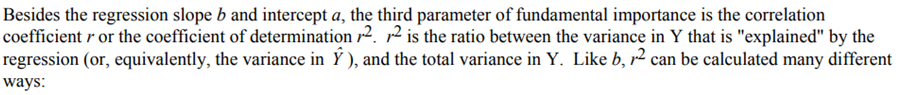 Besides the regression slope b and intercept a, the third parameter of fundamental importance is the correlation
coefficient r or the coefficient of determination r². r² is the ratio between the variance in Y that is "explained" by the
regression (or, equivalently, the variance in Ŷ ), and the total variance in Y. Like b, r² can be calculated many different
ways: